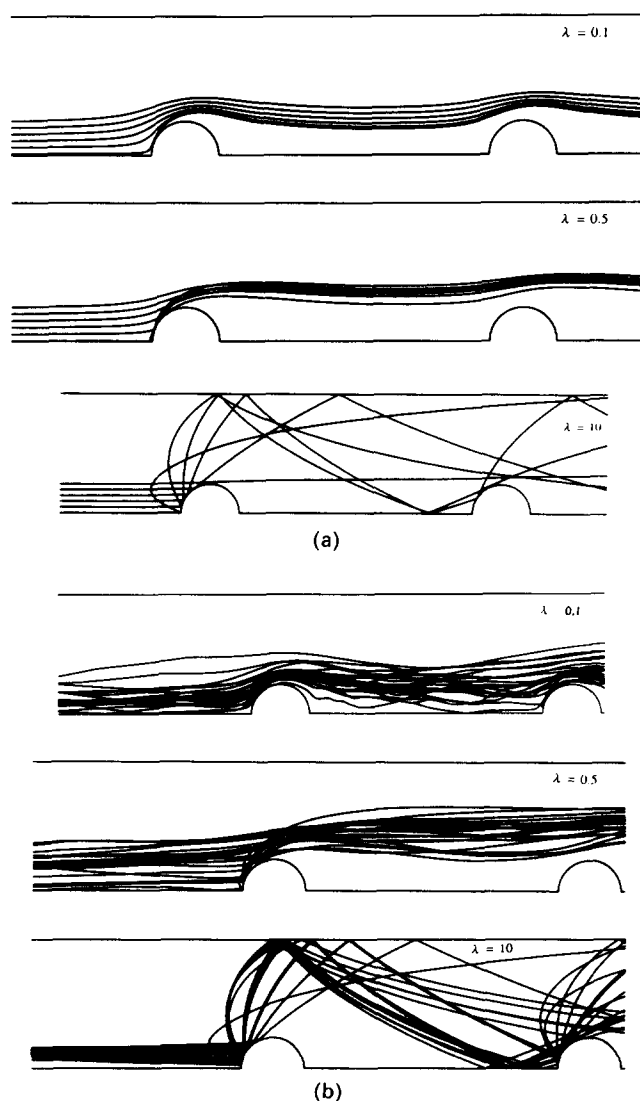 λ = 0.1
λ = 0.5
λ = 10
(a)
λ 0.1
λ = 0.5
λ = 10
(b)